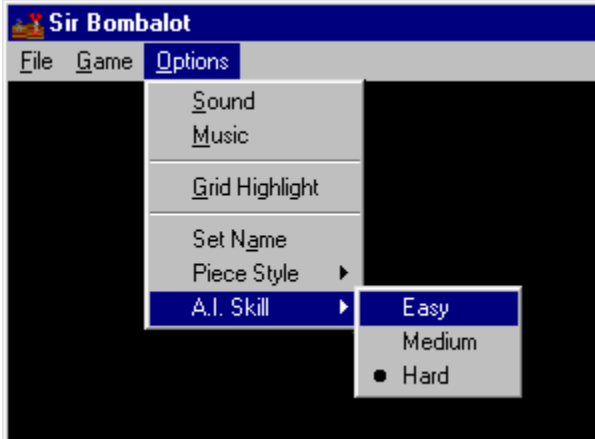 Sir Bombalot
File Game Options
Sound
Music
Grid Highlight
Set Name
Piece Style
A.I. Skill
Easy
Medium
Hard